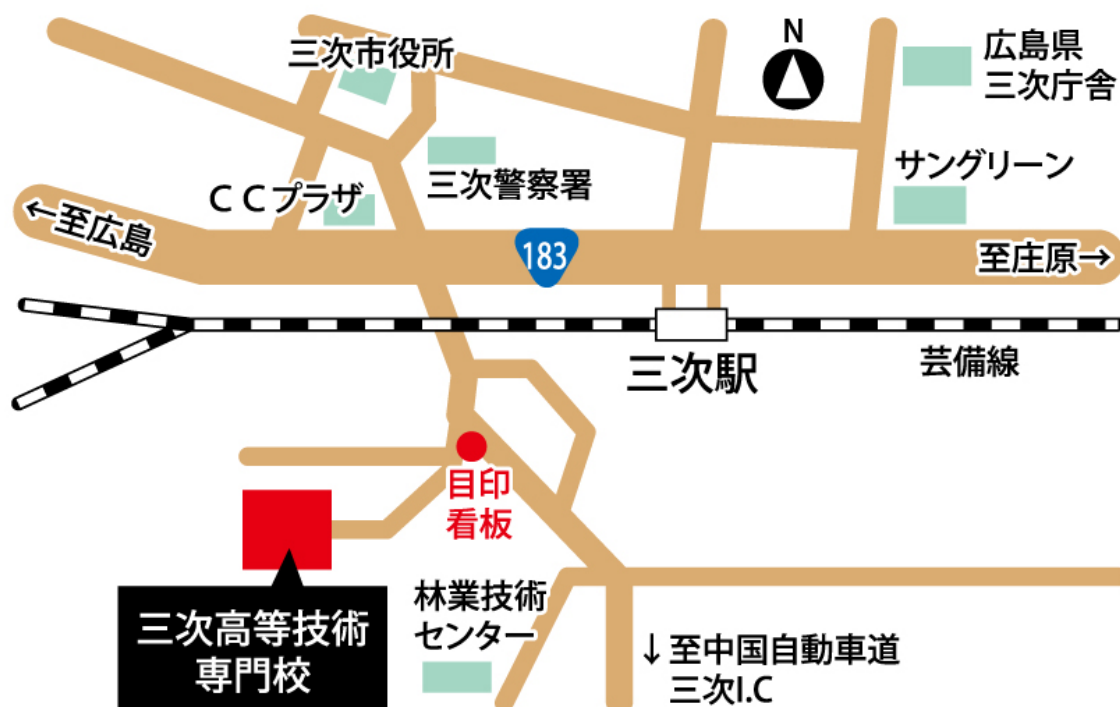 三次市役所
N
広島県
三次庁舎
三次警察署
サングリーン
ＣＣプラザ
←至広島
183
至庄原→
三次駅
芸備線
目印
看板
三次高等技術
専門校
林業技術
センター
↓至中国自動車道
三次I.C